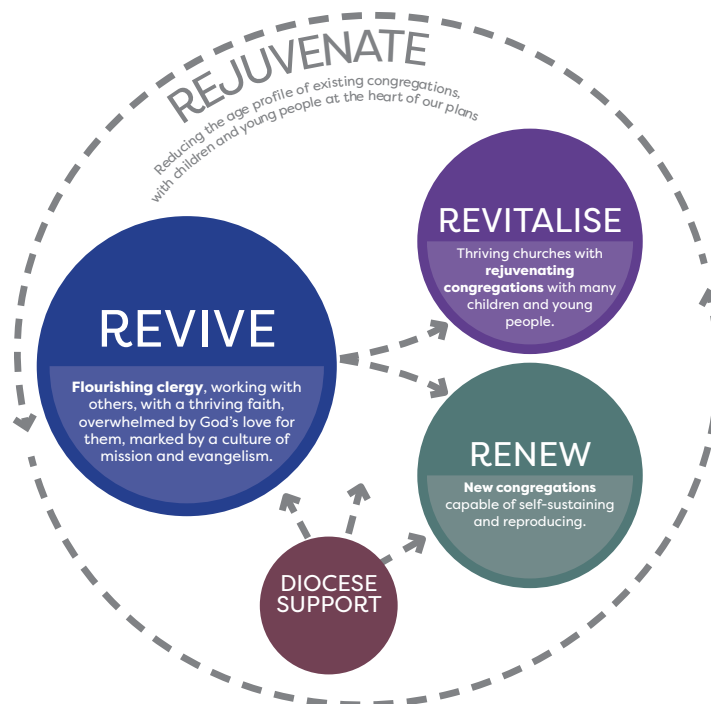 REJUVENATE
Reducing the age profile of existing congregations,
with children and young people at the heart of our plans
REVITALISE
Thriving churches with
rejuvenating
congregations with many
children and young
people.
REVIVE
Flourishing clergy, working with
others, with a thriving faith,
overwhelmed by God’s love for
them, marked by a culture of
mission and evangelism.
RENEW
New congregations
capable of self-sustaining
and reproducing.
DIOCESE
SUPPORT